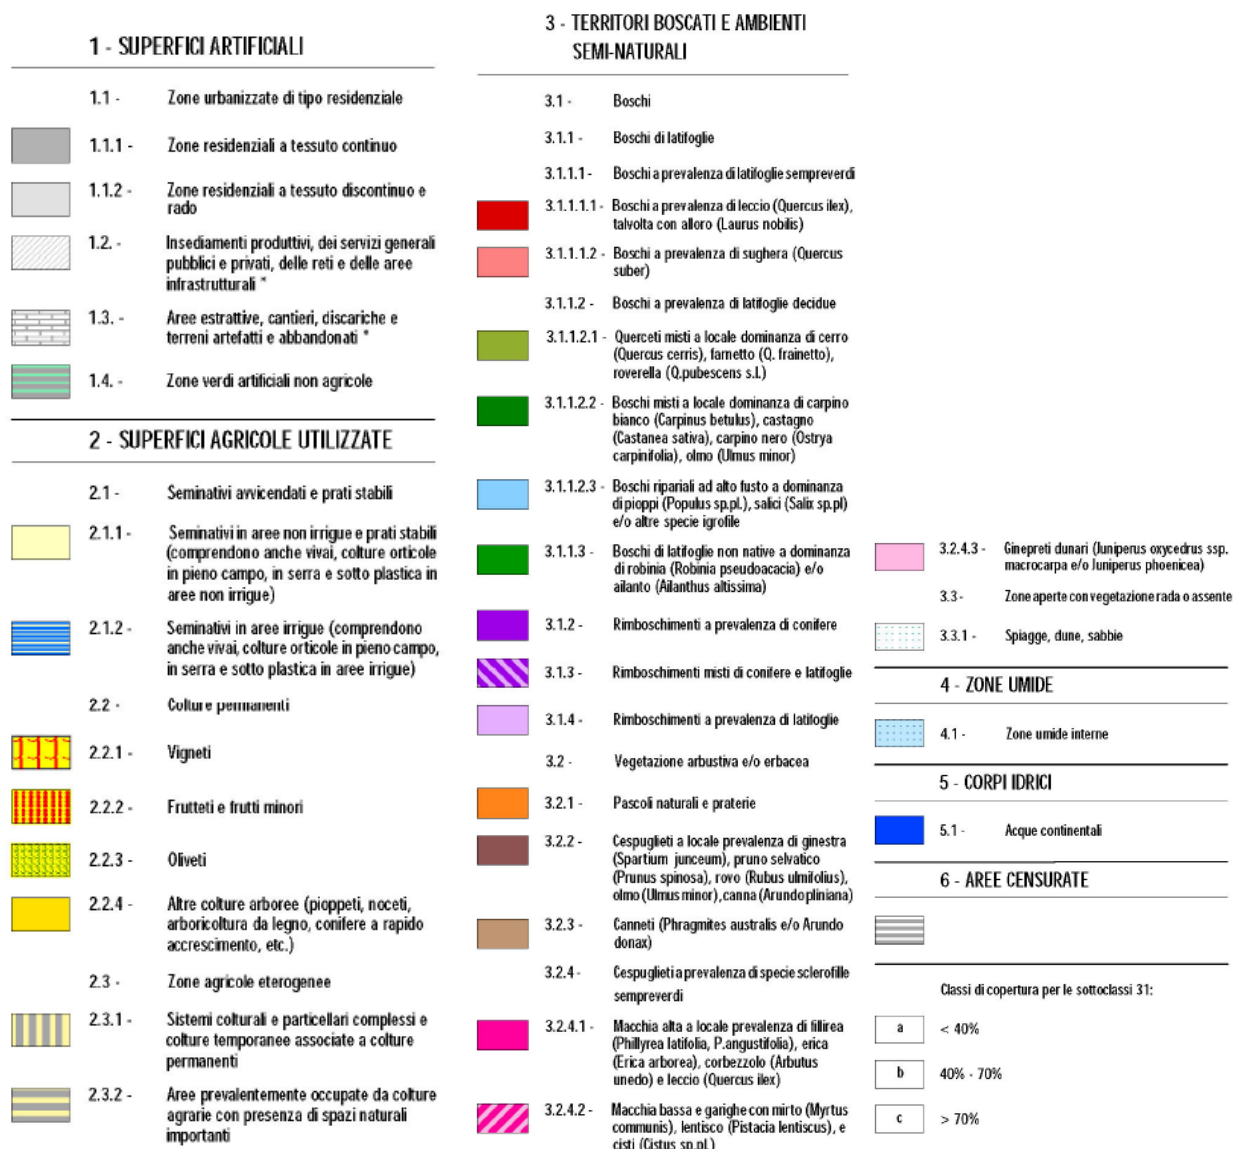 1 - SUPERFICI ARTIFICIALI
1.1 - Zone urbanizzate di tipo residenziale
1.1.1 - Zone residenziali a tessuto continuo
1.1.2 - Zone residenziali a tessuto discontinuo e
rado
1.2. - Insediamenti produttivi, dei servizi generali
pubblici e privati, delle reti e delle aree
infrastrutturali *
1.3. - Aree estrattive, cantieri, discariche e
terreni artefatti e abbandonati *
1.4. - Zone verdi artificiali non agricole
2 - SUPERFICI AGRICOLE UTILIZZATE
2.1 - Seminativi avvicendati e prati stabili
2.1.1 - Seminativi in aree non irrigue e prati stabili
(comprendono anche vivai, colture orticole
in pieno campo, in serra e sotto plastica in
aree non irrigue)
2.1.2 - Seminativi in aree irrigue (comprendono
anche vivai, colture orticole in pieno campo,
in serra e sotto plastica in aree irrigue)
2.2 - Colture permanenti
2.2.1 - Vigneti
2.2.2 - Frutteti e frutti minori
2.2.3 - Oliveti
2.2.4 - Altre colture arboree (pioppeti, noceti,
arboricoltura da legno, conifere a rapido
accrescimento, etc.)
2.3 - Zone agricole eterogenee
2.3.1 - Sistemi colturali e particellari complessi e
colture temporanee associate a colture
permanenti
2.3.2 - Aree prevalentemente occupate da colture
agrarie con presenza di spazi naturali
importanti
3 - TERRITORI BOSCATI E AMBIENTI
SEMI-NATURALI
3.1 - Boschi
3.1.1 - Boschi di latifoglie
3.1.1.1 - Boschi a prevalenza di latifoglie sempreverdi
3.1.1.1.1 - Boschi a prevalenza di leccio (Quercus ilex),
talvolta con alloro (Laurus nobilis)
3.1.1.1.2 - Boschi a prevalenza di sughera (Quercus
suber)
3.1.1.2 - Boschi a prevalenza di latifoglie decidue
3.1.1.2.1 - Querceti misti a locale dominanza di cerro
(Quercus cerris), farnetto (Q. frainetto),
roverella (Q.pubescens s.l.)
3.1.1.2.2 - Boschi misti a locale dominanza di carpino
bianco (Carpinus betulus), castagno
(Castanea sativa), carpino nero (Ostrya
carpinifolia), olmo (Ulmus minor)
3.1.1.2.3 - Boschi ripariali ad alto fusto a dominanza
di pioppi (Populus sp.pl.), salici (Salix sp.pl)
e/o altre specie igrofile
3.1.1.3 - Boschi di latifoglie non native a dominanza
di robinia (Robinia pseudoacacia) e/o
ailanto (Ailanthus altissima)
3.1.2 - Rimboschimenti a prevalenza di conifere
3.1.3 - Rimboschimenti misti di conifere e latifoglie
3.1.4 - Rimboschimenti a prevalenza di latifoglie
3.2 - Vegetazione arbustiva e/o erbacea
3.2.1 - Pascoli naturali e praterie
3.2.2 - Cespuglieti a locale prevalenza di ginestra
(Spartium junceum), pruno selvatico
(Prunus spinosa), rovo (Rubus ulmifolius),
olmo (Ulmus minor), canna (Arundo pliniana)
3.2.3 - Canneti (Phragmites australis e/o Arundo
donax)
3.2.4 - Cespuglieti a prevalenza di specie sclerofille
sempreverdi
3.2.4.1 - Macchia alta a locale prevalenza di fillirea
(Phillyrea latifolia, P.angustifolia), erica
(Erica arborea), corbezzolo (Arbutus
unedo) e leccio (Quercus ilex)
3.2.4.2 - Macchia bassa e garighe con mirto (Myrtus
communis), lentisco (Pistacia lentiscus), e
cisti (Cistus sp.pl.)
3.2.4.3 - Ginepreti dunari (Juniperus oxycedrus ssp.
macrocarpa e/o Juniperus phoenicea)
3.3 - Zone aperte con vegetazione rada o assente
3.3.1 - Spiagge, dune, sabbie
4 - ZONE UMIDE
4.1 - Zone umide interne
5 - CORPI IDRICI
5.1 - Acque continentali
6 - AREE CENSURATE
Classi di copertura per le sottoclassi 31:
a < 40%
b 40% - 70%
c > 70%